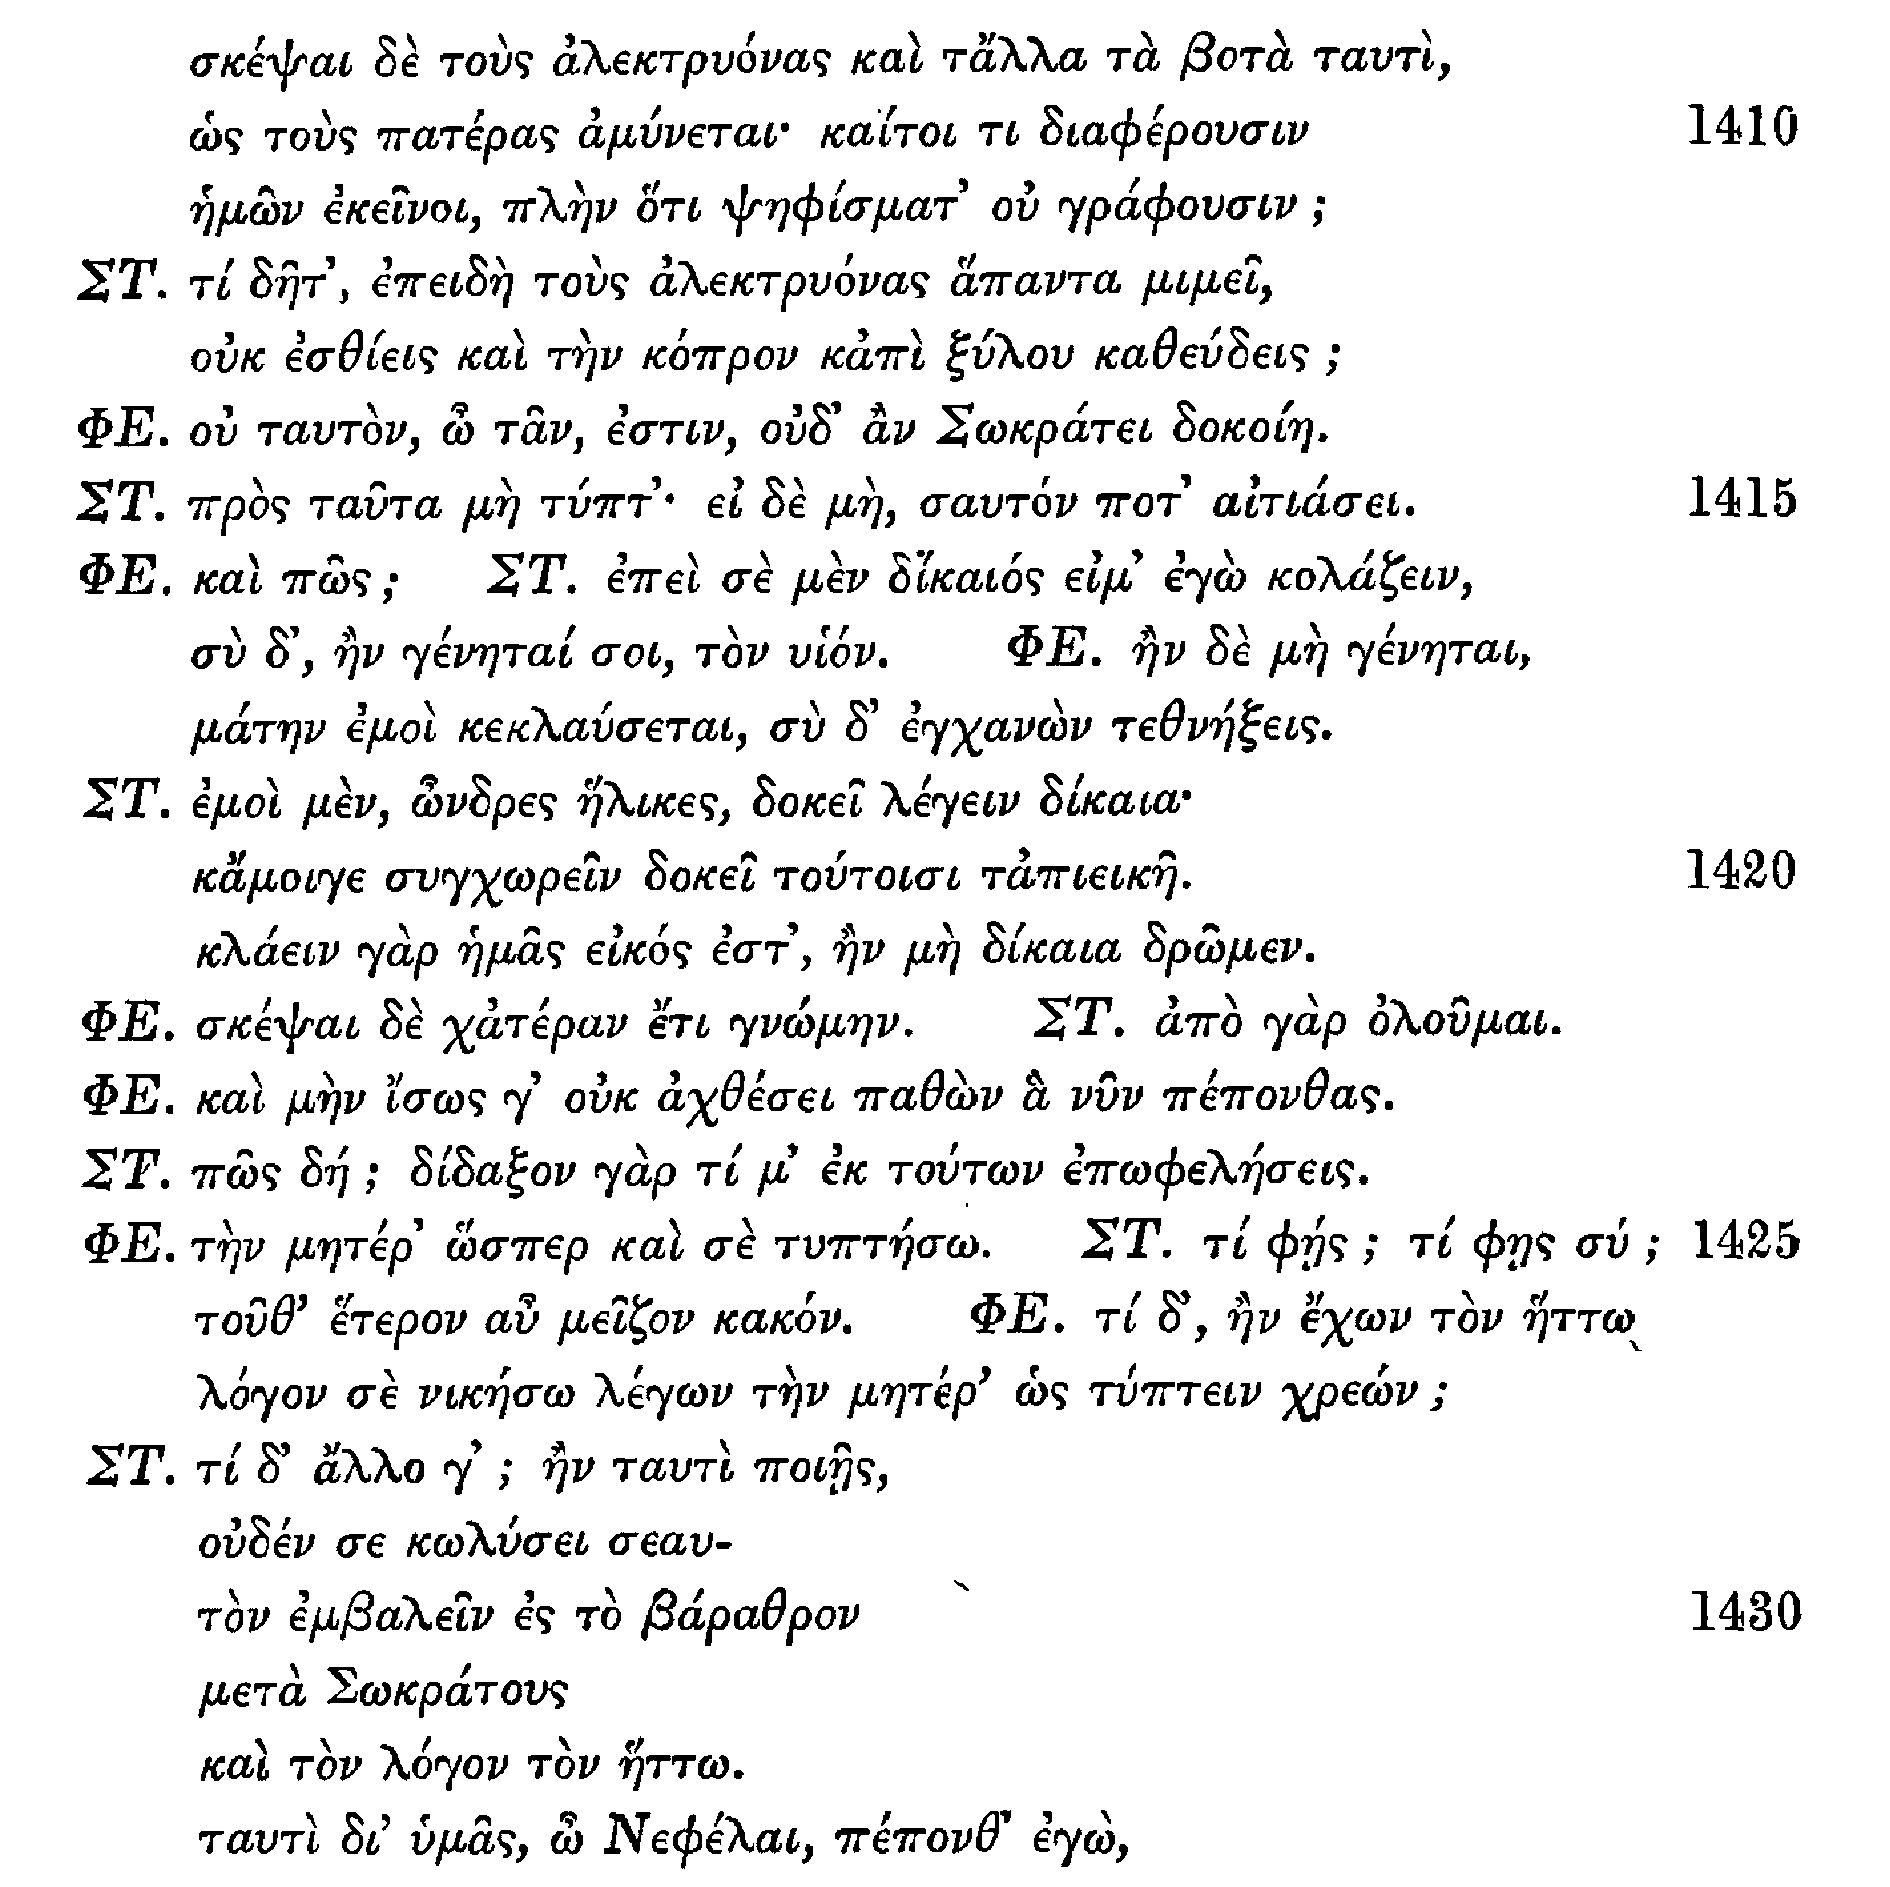 σκέψαι δὲ τοὺς ἀλεκτρυόνας καὶ τἄλλα τὰ βοτὰ ταυτὶ,
ὡς τοὺς πατέρας ἀμύνεται· καίτοι τι διαφέρουσιν 1410
ἡμῶν ἐκεῖνοι, πλὴν ὅτι ψηφίσματ’ οὐ γράφουσιν ;
ΣΤ. τί δῆτ’, ἐπειδὴ τοὺς ἀλεκτρυόνας ἅπαντα μιμεῖ,
οὐκ ἐσθίεις καὶ τὴν κόπρον κἀπὶ ξύλου καθεύδεις ;
ΦΕ. οὐ ταυτὸν, ὦ τᾶν, ἐστιν, οὐδ’ ἂν Σωκράτει δοκοίη.
ΣΤ. πρὸς ταῦτα μὴ τύπτ’· εἰ δὲ μὴ, σαυτόν ποτ’ αἰτιάσει. 1415
ΦΕ. καὶ πῶς ; ΣΤ. ἐπεὶ σὲ μὲν δίκαιός εἰμ’ ἐγὼ κολάζειν,
σὺ δ’, ἢν γένηταί σοι, τὸν υἱόν. ΦΕ. ἢν δὲ μὴ γένηται,
μάτην ἐμοὶ κεκλαύσεται, σὺ δ’ ἐγχανὼν τεθνήξεις.
ΣΤ. ἐμοὶ μὲν, ὦνδρες ἥλικες, δοκεῖ λέγειν δίκαια·
κἄμοιγε συγχωρεῖν δοκεῖ τούτοισι τἀπιεικῆ. 1420
κλάειν γὰρ ἡμᾶς εἰκός ἐστ’, ἢν μὴ δίκαια δρῶμεν.
ΦΕ. σκέψαι δὲ χἀτέραν ἔτι γνώμην. ΣΤ. ἀπὸ γὰρ ὀλοῦμαι.
ΦΕ. καὶ μὴν ἴσως γ’ οὐκ ἀχθέσει παθὼν ἃ νῦν πέπονθας.
ΣΤ. πῶς δή ; δίδαξον γὰρ τί μ’ ἐκ τούτων ἐπωφελήσεις.
ΦΕ. τὴν μητέρ’ ὥσπερ καὶ σὲ τυπτήσω. ΣΤ. τί φῄς ; τί φῃς σύ ; 1425
τοῦθ’ ἕτερον αὖ μεῖζον κακόν. ΦΕ. τί δ’, ἢν ἔχων τὸν ἥττω
λόγον σὲ νικήσω λέγων τὴν μητέρ’ ὡς τύπτειν χρεών ;
ΣΤ. τί δ’ ἄλλο γ’ ; ἢν ταυτὶ ποιῇς,
οὐδέν σε κωλύσει σεαυ-
τὸν ἐμβαλεῖν ἐς τὸ βάραθρον 1430
μετὰ Σωκράτους
καὶ τὸν λόγον τὸν ἥττω.
ταυτὶ δι’ ὑμᾶς, ὦ Νεφέλαι, πέπονθ’ ἐγὼ,